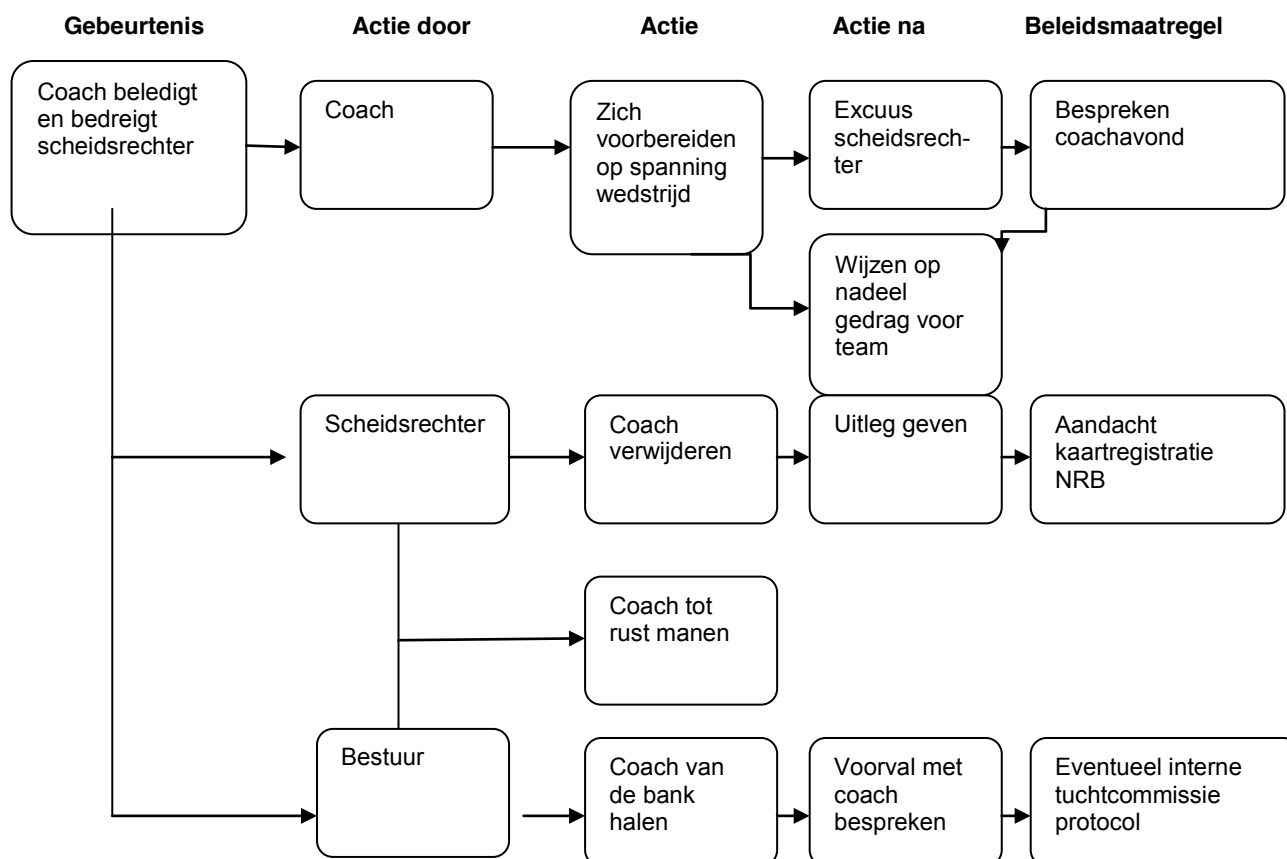 Gebeurtenis Actie door Actie Actie na Beleidsmaatregel
Coach beledigt
en bedreigt
scheidsrechter
Coach
Zich
voorbereiden
op spanning
wedstrijd
Excuus
scheidsrech-
ter
Bespreken
coachavond
Wijzen op
nadeel
gedrag voor
team
Scheidsrechter
Coach
verwijderen
Uitleg geven
Aandacht
kaartregistratie
NRB
Coach tot
rust manen
Bestuur
Coach van
de bank
halen
Voorval met
coach
bespreken
Eventueel interne
tuchtcommissie
protocol